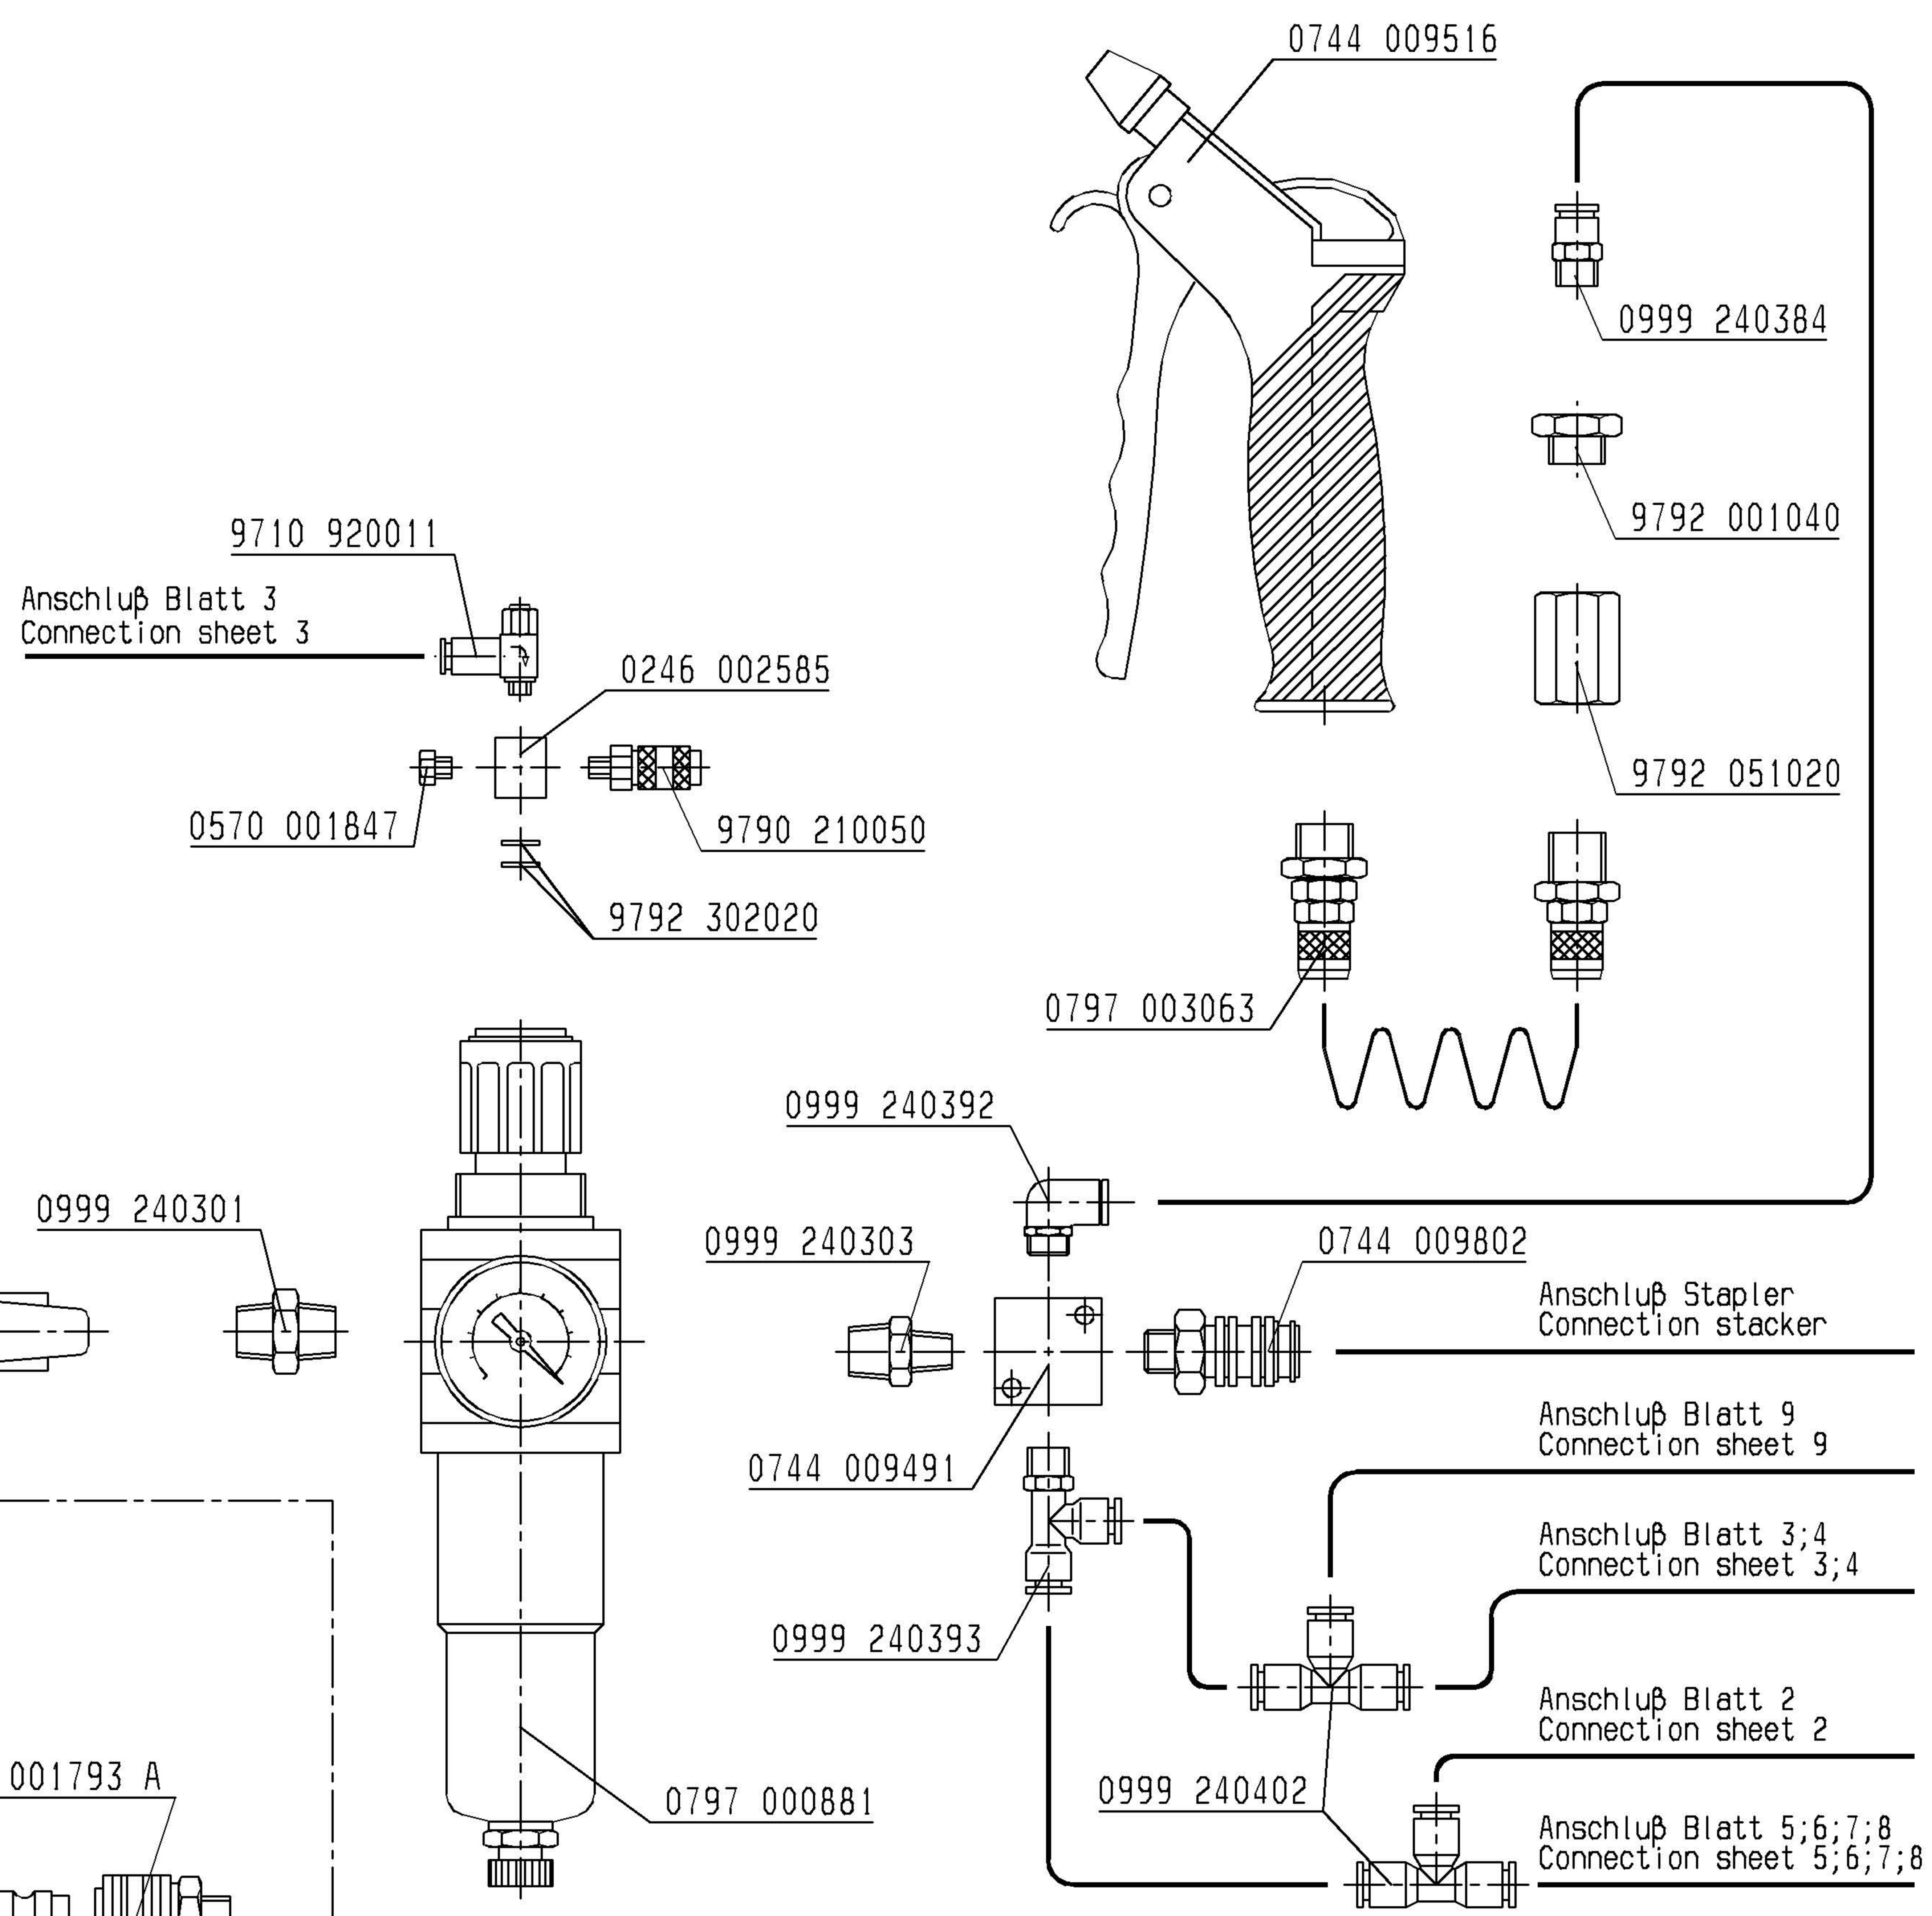 0744 009516
0999 240384
9792 001040
9710 920011
Anschluß Blatt 3
Connection sheet 3
0246 002585
9792 051020
0570 001847
9790 210050
9792 302020
0797 003063
0999 240392
0999 240301
0999 240303
0744 009802
Anschluß Stapler
Connection stacker
Anschluß Blatt 9
Connection sheet 9
0744 009491
Anschluß Blatt 3;4
Connection sheet 3;4
0999 240393
Anschluß Blatt 2
Connection sheet 2
001793 A
0797 000881
0999 240402
Anschluß Blatt 5;6;7;8
Connection sheet 5;6;7;8